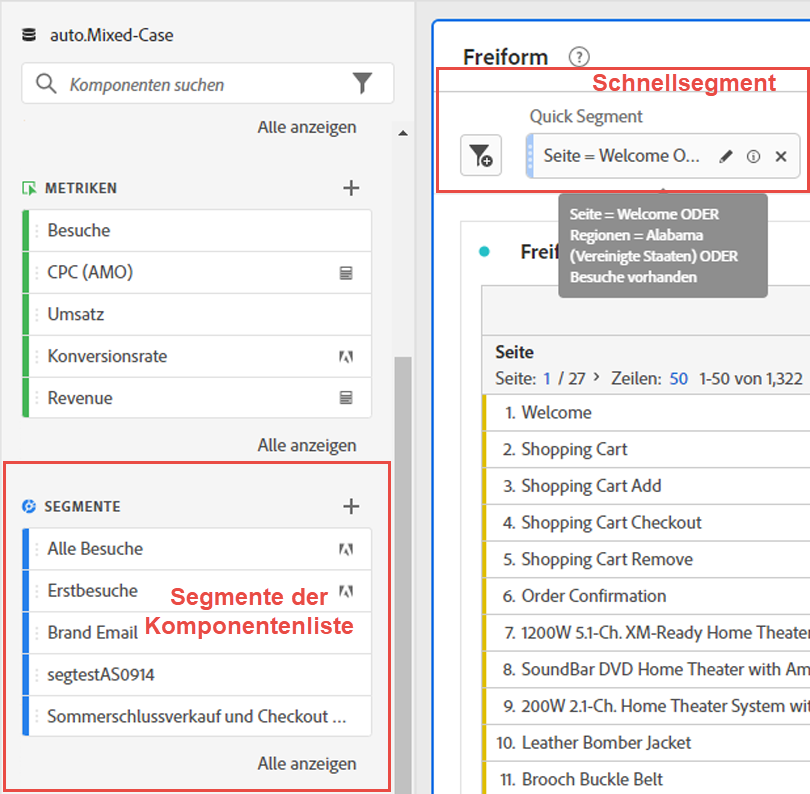 auto.Mixed-Case
Komponenten suchen
Alle anzeigen
METRIKEN
Besuche
CPC (AMO)
Umsatz
Konversionsrate
Revenue
Alle anzeigen
SEGMENTE
Alle Besuche
Erstbesuche
Brand Email
segtestAS0914
Sommerschlussverkauf und Checkout ...
Alle anzeigen
Segmente der
Komponentenliste
Freiform
Schnellsegment
Quick Segment
Seite = Welcome O...
Seite = Welcome ODER
Regionen = Alabama
(Vereinigte Staaten) ODER
Besuche vorhanden
Seite
Seite: 1 / 27 > Zeilen: 50 1-50 von 1,322
1. Welcome
2. Shopping Cart
3. Shopping Cart Add
4. Shopping Cart Checkout
5. Shopping Cart Remove
6. Order Confirmation
7. 1200W 5.1-Ch. XM-Ready Home Theater
8. SoundBar DVD Home Theater with Am
9. 200W 2.1-Ch. Home Theater System wit
10. Leather Bomber Jacket
11. Brooch Buckle Belt